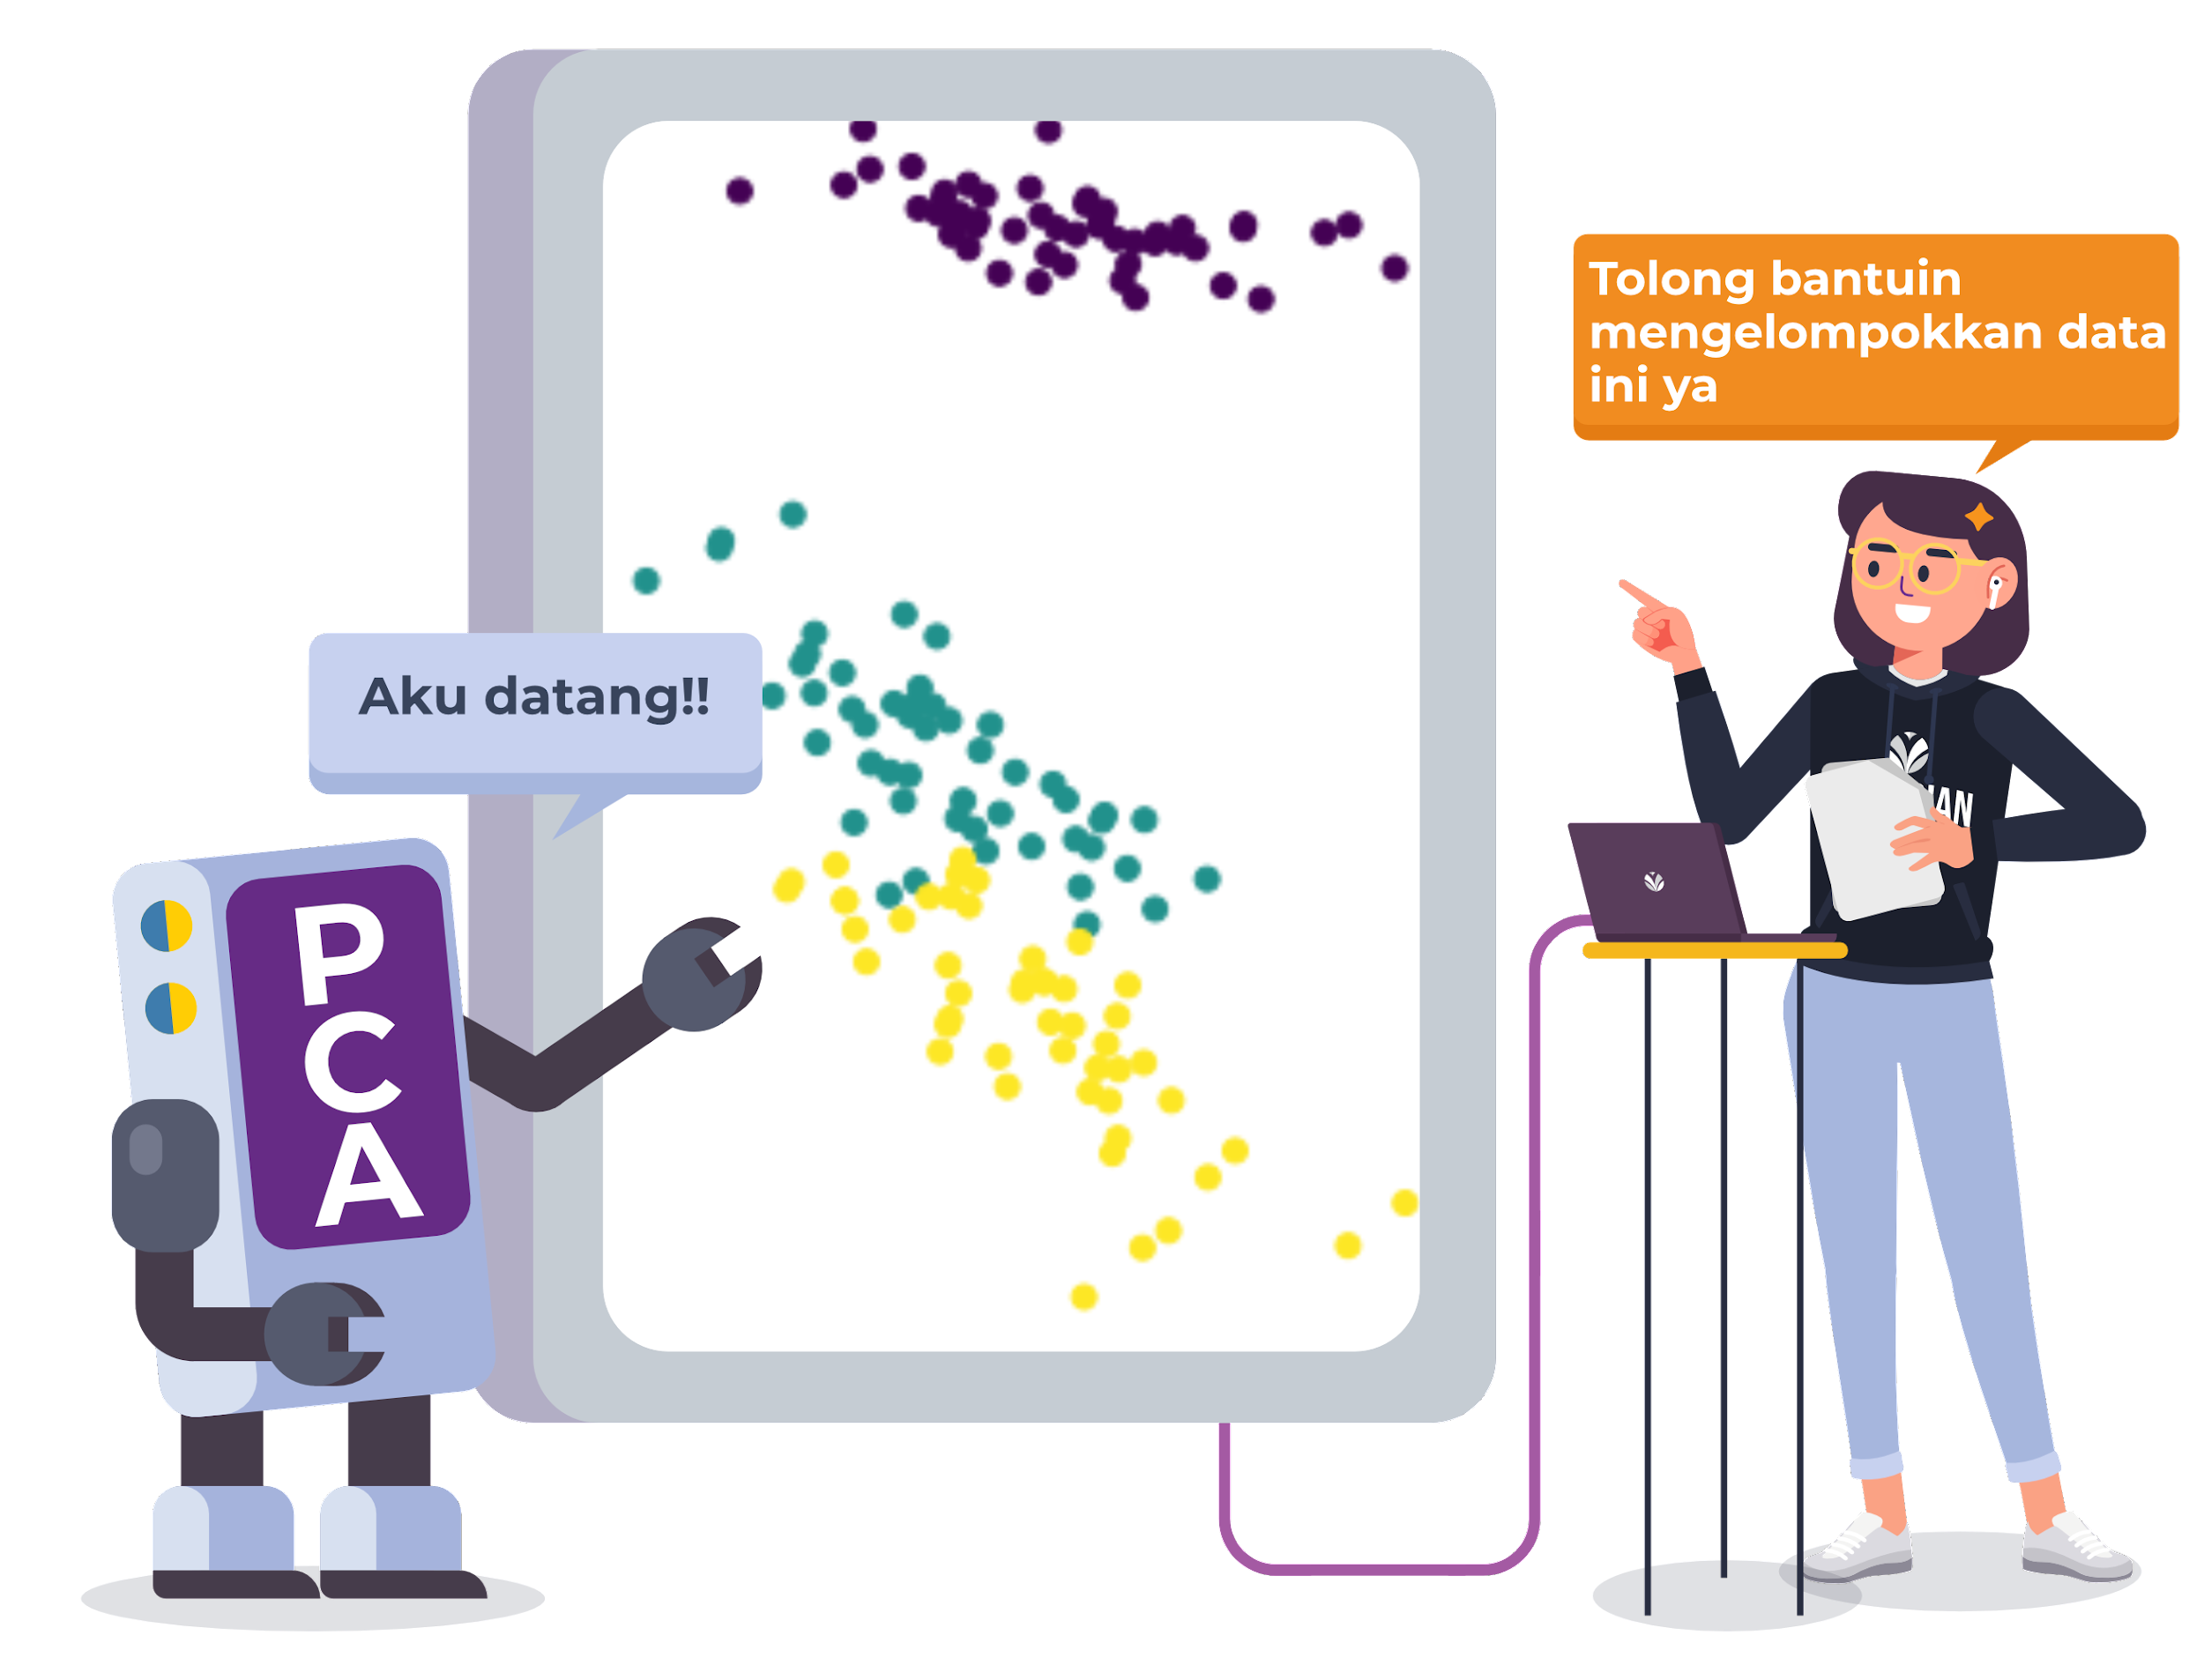 Tolong bantuin
mengelompokkan data
ini ya
Aku datang!!
P
C
A